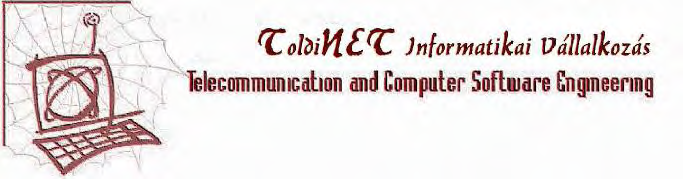 ToldiNET Informatikai Vállalkozás
Telecommunication and Computer Software Engineering